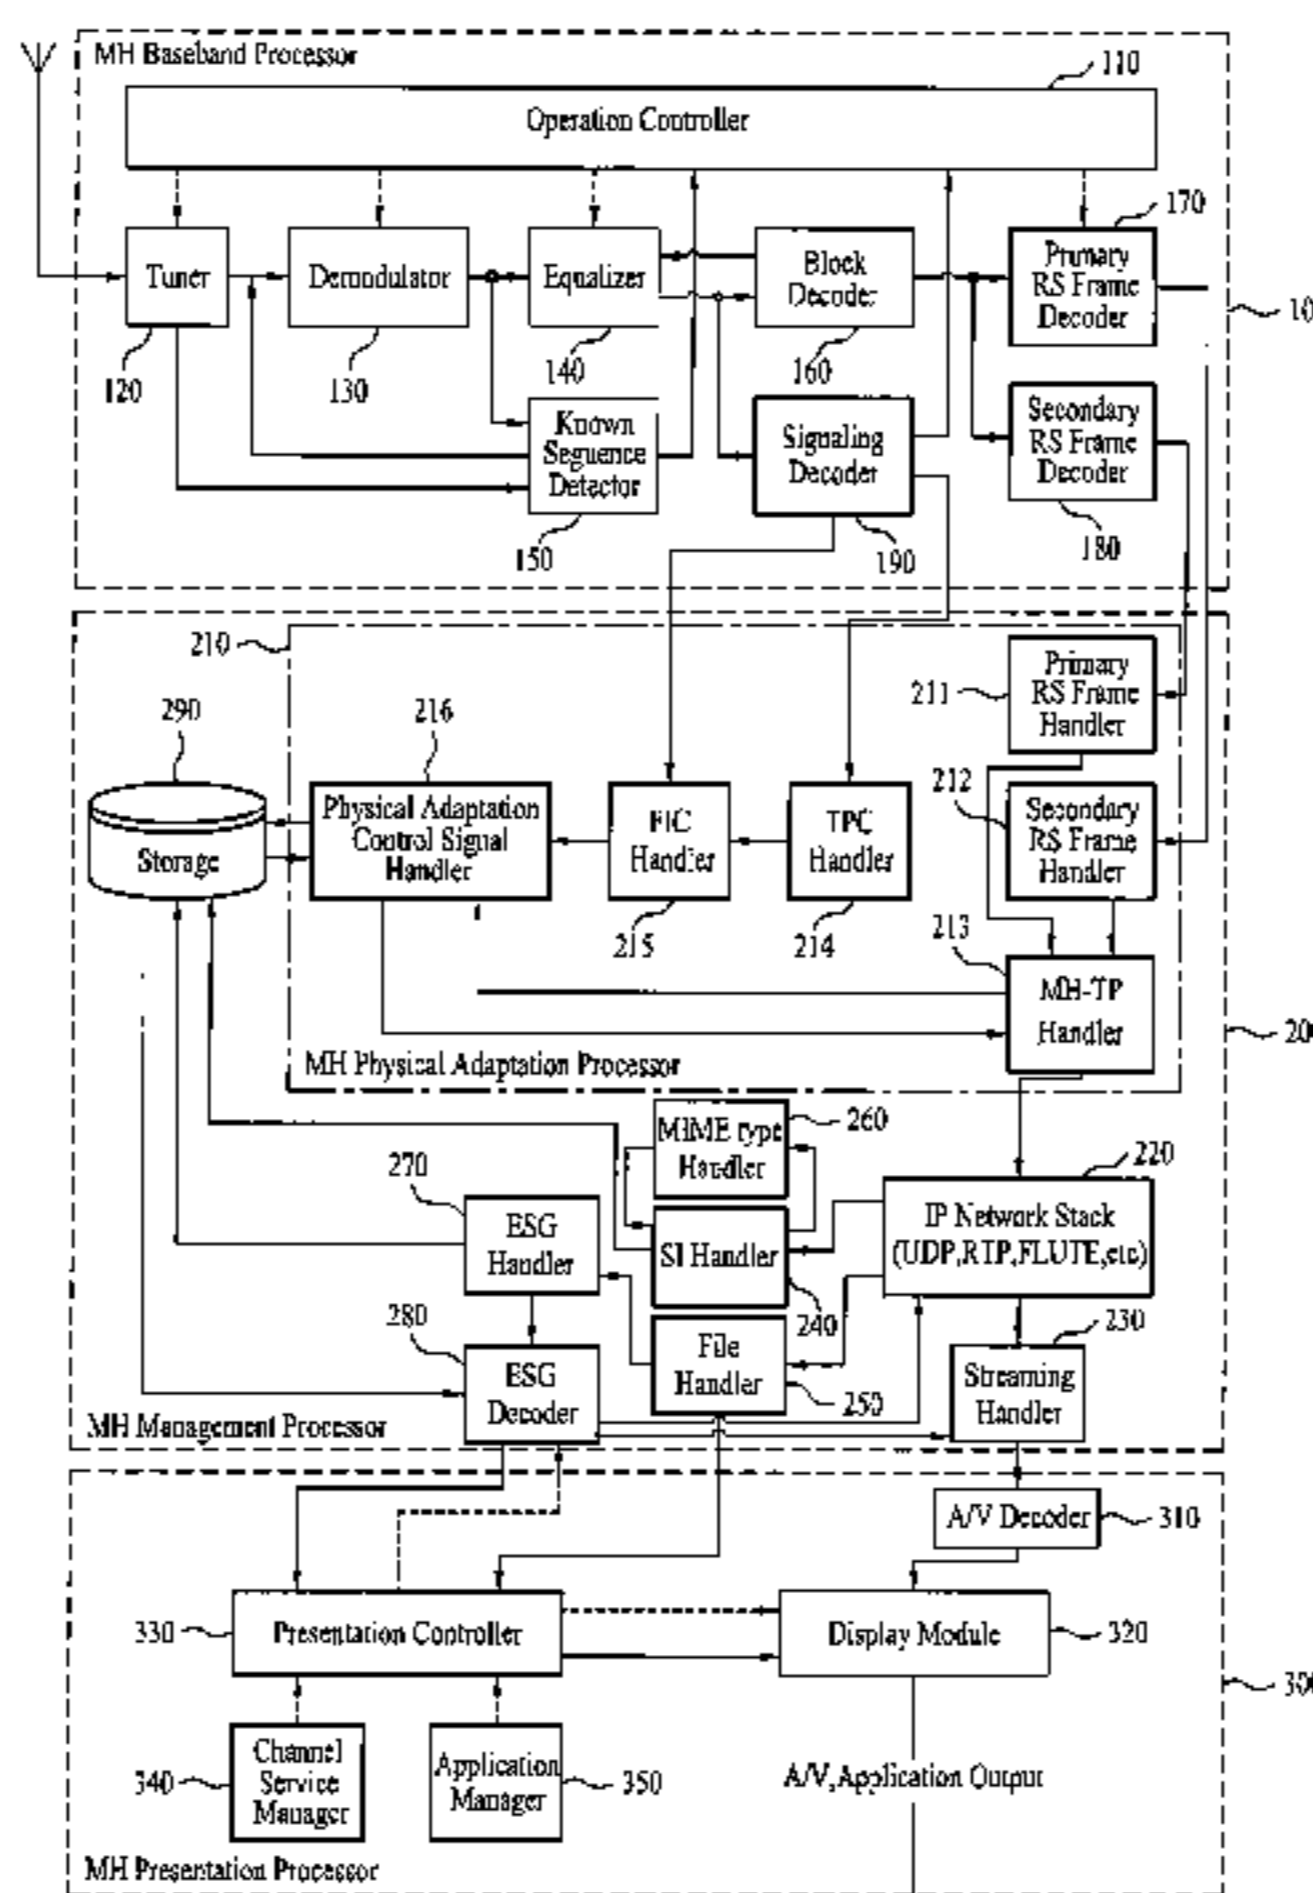 MH Baseband Processor
110
Operation Controller
170
Tuner
Demodulator
Equalizer
Block
Decoder
Primary
RS Frame
Decoder
10
120
130
140
160
Known
Seguence
Detector
Signaling
Decoder
Secondary
RS Frame
Decoder
150
190
180
210
211
Primary
RS Frame
Handler
290
216
212
Storage
Physical Adaptation
Control Signal
Handler
FIC
Handler
TPC
Handler
Secondary
RS Frame
Handler
215
214
213
MH-TP
Handler
20
MH Physical Adaptation Processor
MIME type
Handler
260
270
220
ESG
Handler
SI Handler
IP Network Stack
(UDP,RTP,FLUTE,etc)
280
240
230
ESG
Decoder
File
Handler
250
Streaming
Handler
MH Management Processor
A/V Decoder
310
330
Presentation Controller
Display Module
320
300
340
Channel
Service
Manager
Application
Manager
350
A/V,Application Output
MH Presentation Processor